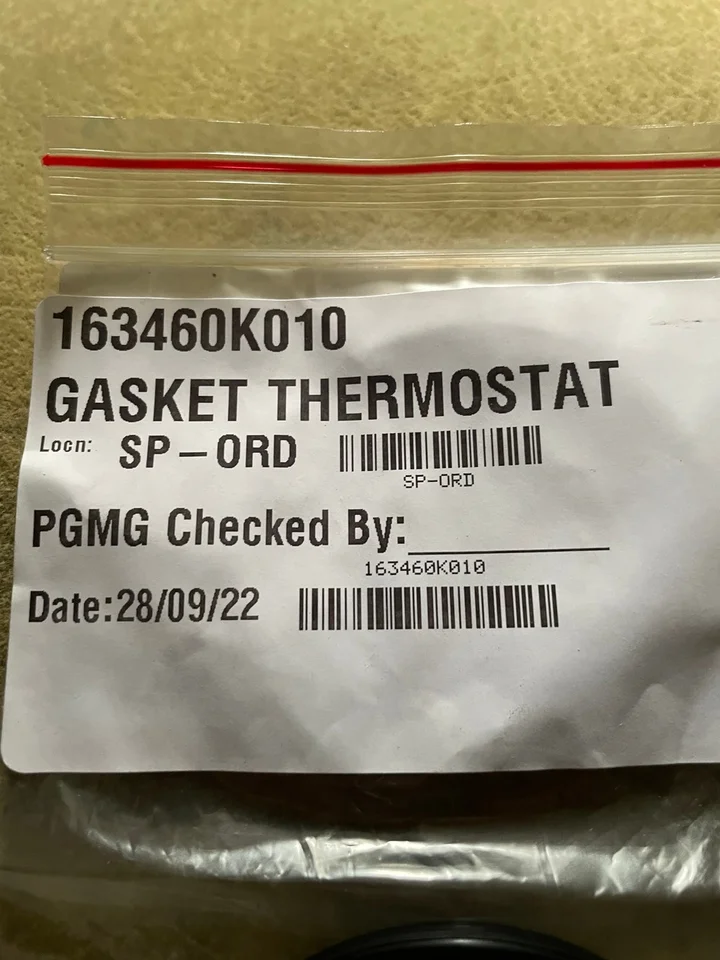 163460K010
GASKET THERMOSTAT
Locn: SP-ORD
SP-ORD
PGMG Checked By:
163460K010
Date:28/09/22